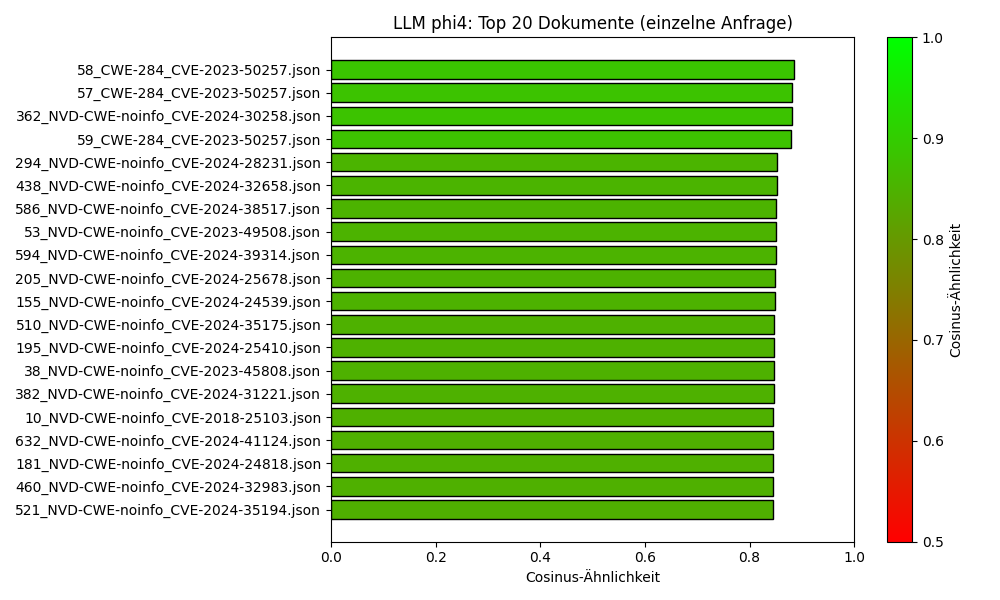 LLM phi4: Top 20 Dokumente (einzelne Anfrage)
58_CWE-284_CVE-2023-50257.json
57_CWE-284_CVE-2023-50257.json
362_NVD-CWE-noinfo_CVE-2024-30258.json
59_CWE-284_CVE-2023-50257.json
294_NVD-CWE-noinfo_CVE-2024-28231.json
438_NVD-CWE-noinfo_CVE-2024-32658.json
586_NVD-CWE-noinfo_CVE-2024-38517.json
53_NVD-CWE-noinfo_CVE-2023-49508.json
594_NVD-CWE-noinfo_CVE-2024-39314.json
205_NVD-CWE-noinfo_CVE-2024-25678.json
155_NVD-CWE-noinfo_CVE-2024-24539.json
510_NVD-CWE-noinfo_CVE-2024-35175.json
195_NVD-CWE-noinfo_CVE-2024-25410.json
38_NVD-CWE-noinfo_CVE-2023-45808.json
382_NVD-CWE-noinfo_CVE-2024-31221.json
10_NVD-CWE-noinfo_CVE-2018-25103.json
632_NVD-CWE-noinfo_CVE-2024-41124.json
181_NVD-CWE-noinfo_CVE-2024-24818.json
460_NVD-CWE-noinfo_CVE-2024-32983.json
521_NVD-CWE-noinfo_CVE-2024-35194.json
0.0 0.2 0.4 0.6 0.8 1.0
Cosinus-Ähnlichkeit
1.0
0.9
0.8
0.7
0.6
0.5
Cosinus-Ähnlichkeit